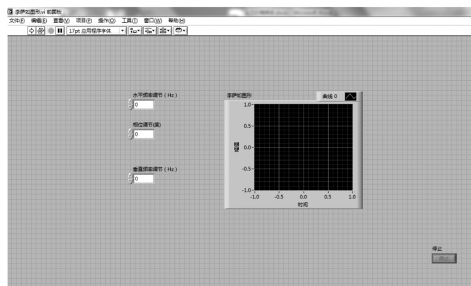 李萨如图形.vi 前面板
文件(F) 编辑(E) 查看(V) 项目(P) 操作(O) 工具(T) 窗口(W) 帮助(H)
17pt 应用程序字体
水平频率调节(Hz)
0
相位调节(度)
0
垂直频率调节(Hz)
0
李萨如图形
曲线 0
幅值
1.0-
0.5-
0.0-
-0.5-
-1.0-
-1.0 -0.5 0.0 0.5 1.0
时间
停止